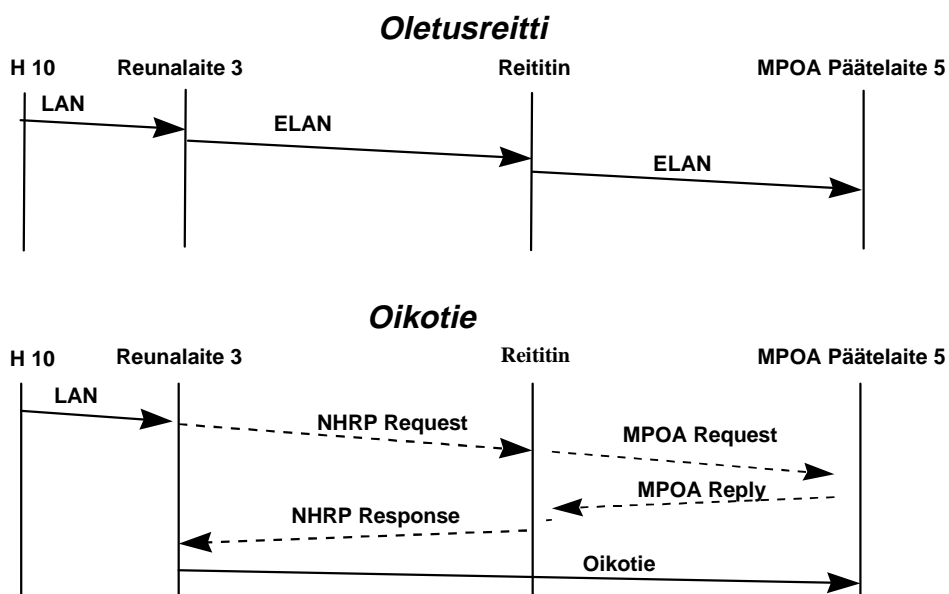 Oletusreitti
H 10 Reunalaite 3 Reititin MPOA Päätelaite 5
LAN
ELAN
ELAN
Oikotie
H 10 Reunalaite 3 Reititin MPOA Päätelaite 5
LAN
NHRP Request
MPOA Request
MPOA Reply
NHRP Response
Oikotie